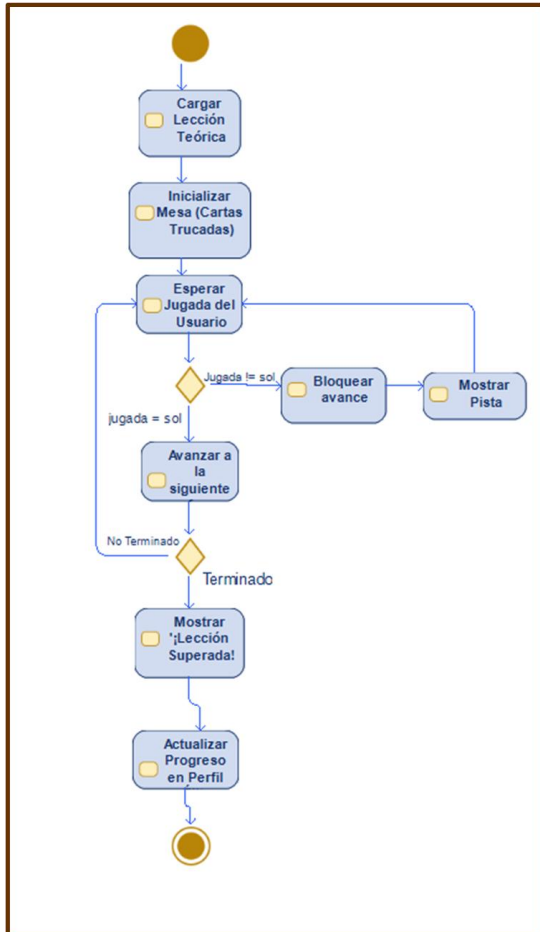 Cargar
Lección
Teórica
Inicializar
Mesa (Cartas
Trucadas)
Esperar
Jugada del
Usuario
Jugada != sol
Bloquear
avance
Mostrar
Pista
jugada = sol
Avanzar a
la
siguiente
No Terminado
Terminado
Mostrar
'¡Lección
Superada!
Actualizar
Progreso
en Perfil